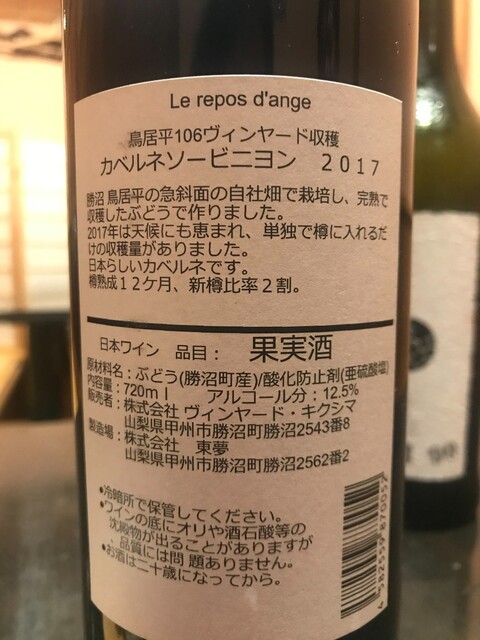 Le repos d'ange
鳥居平106ヴィンヤード収穫
カベルネソービニヨン 2017
勝沼 鳥居平の急斜面の自社畑で栽培し、完熟で
収穫したぶどうで作りました。
2017年は天候にも恵まれ、単独で樽に入れるだ
けの収穫量がありました。
日本らしいカベルネです。
樽熟成12ケ月、新樽比率2割。
日本ワイン 品目： 果実酒
原材料名：ぶどう(勝沼町産)/酸化防止剤(亜硫酸塩)
内容量：720ml アルコール分：12.5%
販売者：株式会社 ヴィンヤード・キクシマ
山梨県甲州市勝沼町勝沼2543番8
製造場：株式会社 東夢
山梨県甲州市勝沼町勝沼2562番2
●冷暗所で保管してください。
●ワインの底にオリや酒石酸等の
沈殿物が出ることがありますが
、品質には問題ありません。
●お酒は二十歳になってから。
4582559870052